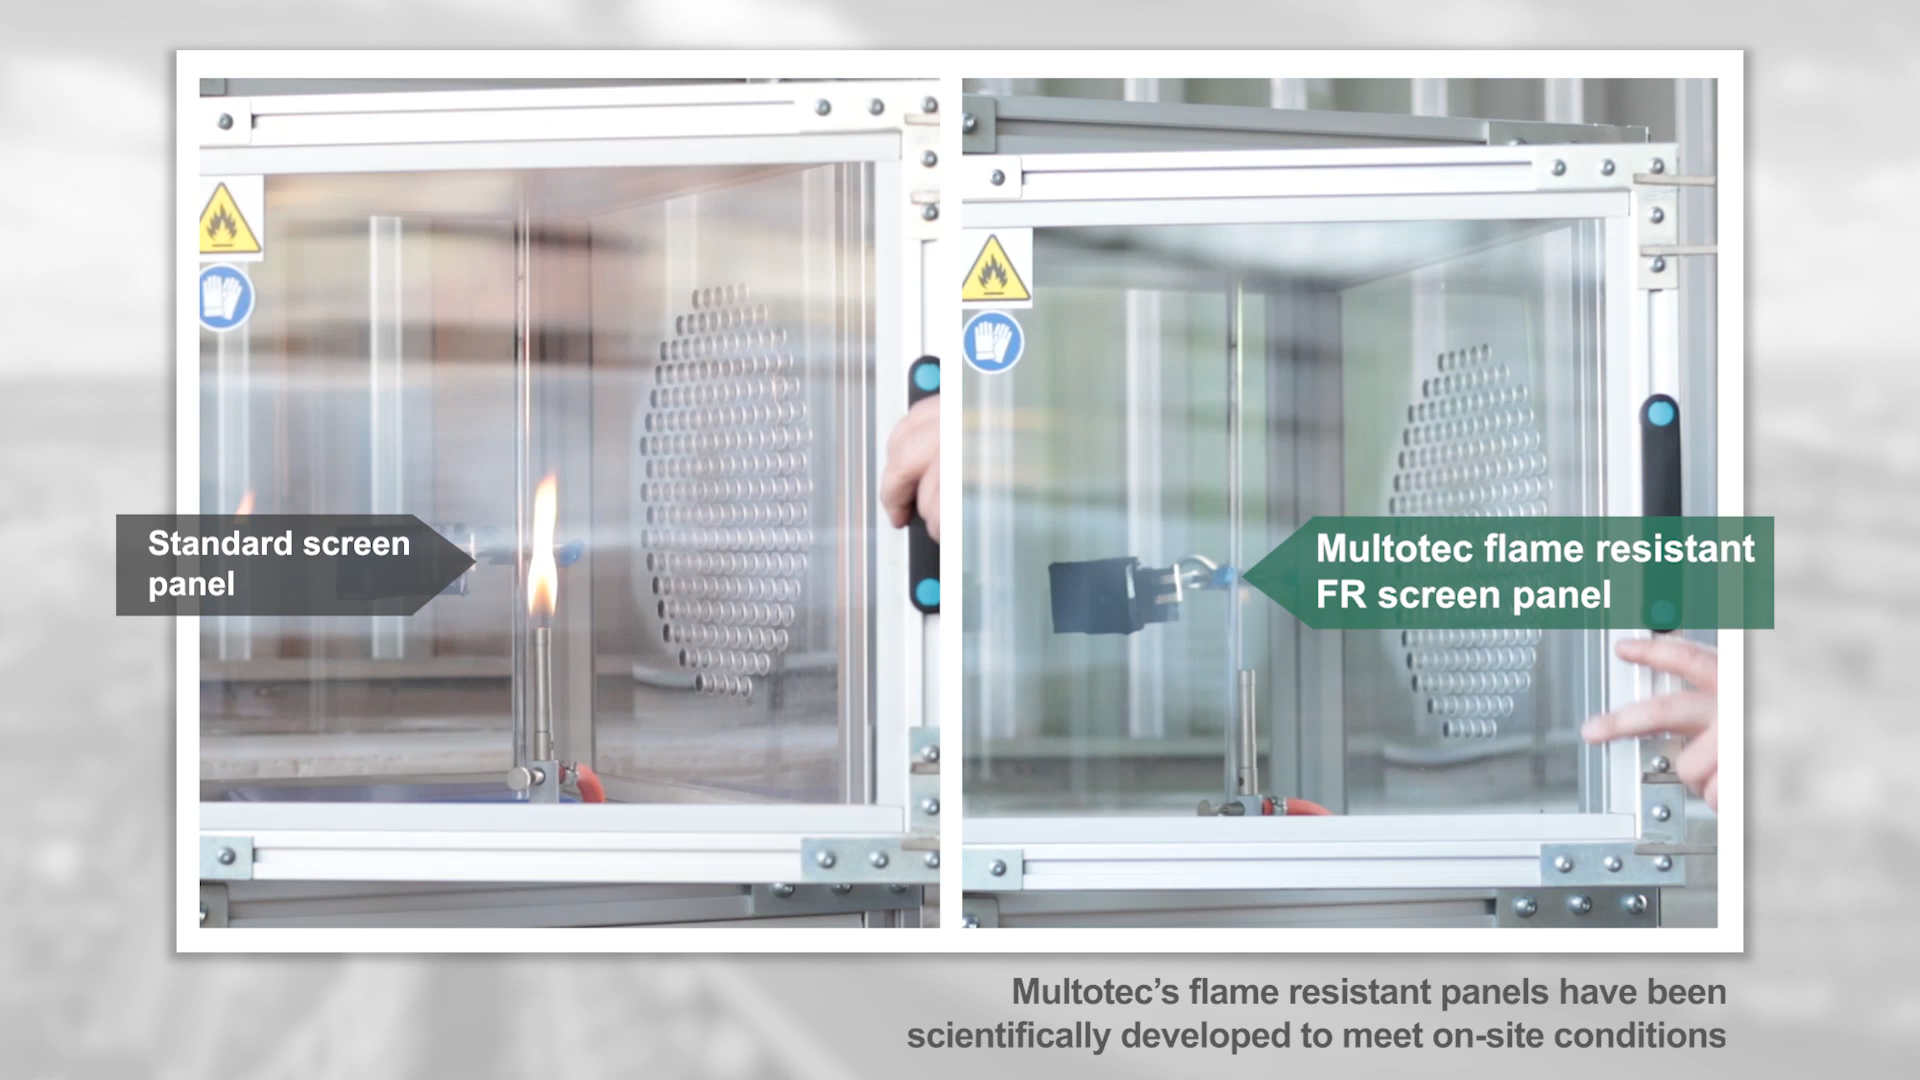 Standard screen
panel
Multotec flame resistant
FR screen panel
Multotec’s flame resistant panels have been
scientifically developed to meet on-site conditions